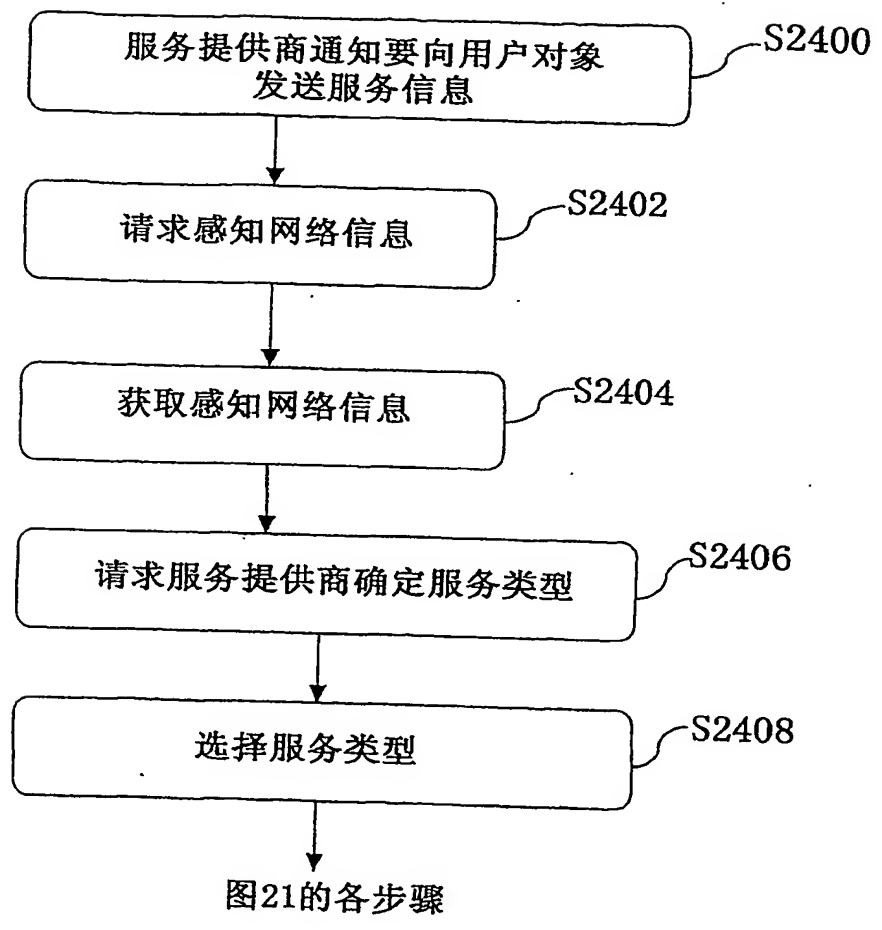 服务提供商通知要向用户对象
发送服务信息
S2400
请求感知网络信息
S2402
获取感知网络信息
S2404
请求服务提供商确定服务类型
S2406
选择服务类型
S2408
图21的各步骤